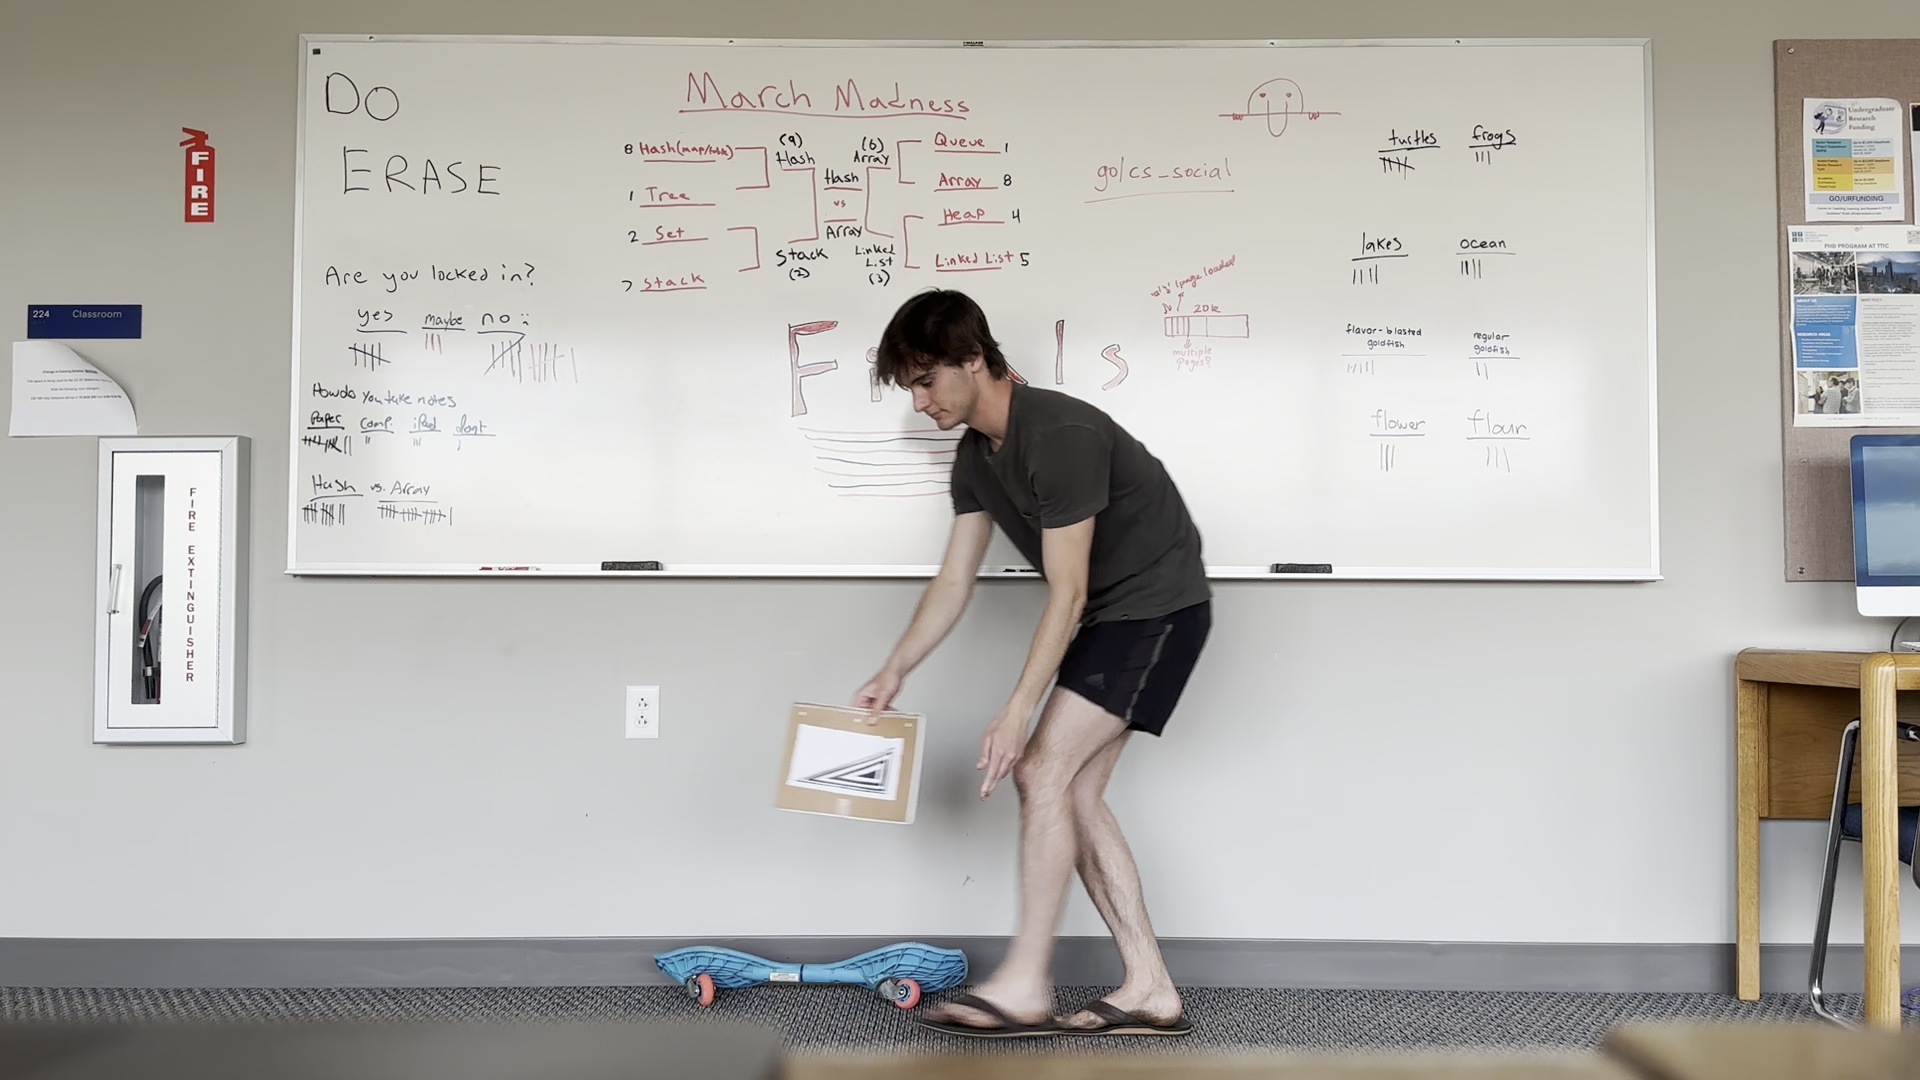 DO
ERASE
Are you locked in?
yes
maybe
no :
How do you take notes
Paper
comp.
iPad
dont
Hash vs. Array
March Madness
8 Hash(map/table)
1 Tree
2 Set
7 Stack
(9)
Hash
Stack
(2)
Hash
vs
Array
(6)
Array
Linked
List
(3)
Queue 1
Array 8
Heap 4
Linked List 5
go/cs_social
20k
multiple
pages?
turtles
frogs
lakes
ocean
flavor-blasted
goldfish
regular
goldfish
flower
flour
FIRE
224 Classroom
FIRE EXTINGUISHER
Undergraduate
Research
Funding
GO/URFUNDING
PHD PROGRAM AT TTIC